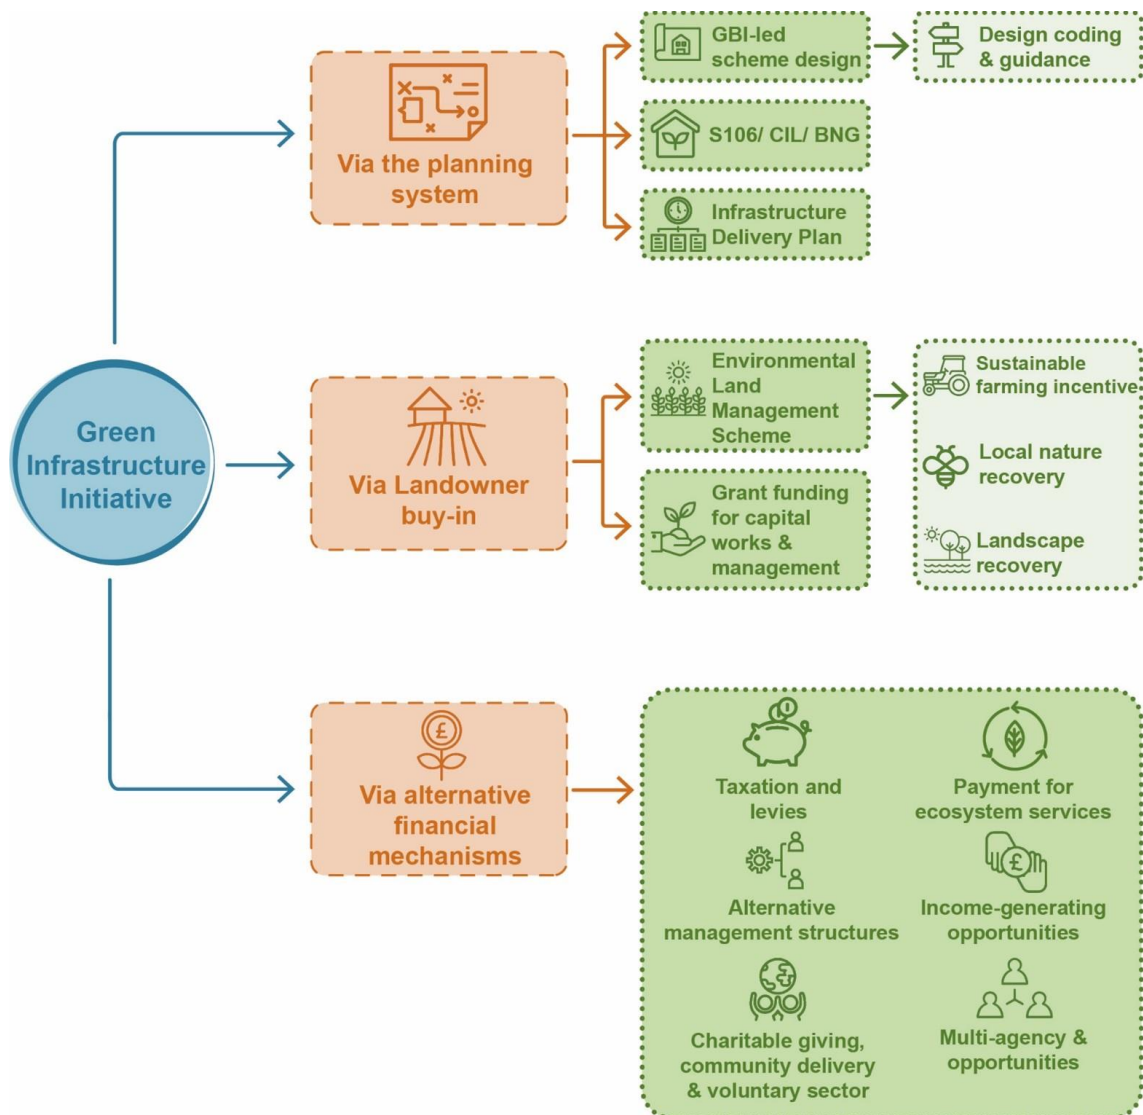 Green
Infrastructure
Initiative
Via the planning
system
GBI-led
scheme design
Design coding
& guidance
S106/ CIL/ BNG
Infrastructure
Delivery Plan
Via Landowner
buy-in
Environmental
Land
Management
Scheme
Grant funding
for capital
works &
management
Sustainable
farming incentive
Local nature
recovery
Landscape
recovery
£
Via alternative
financial
mechanisms
Taxation and
levies
Payment for
ecosystem services
Alternative
management structures
£
Income-generating
opportunities
Charitable giving,
community delivery
& voluntary sector
Multi-agency &
opportunities